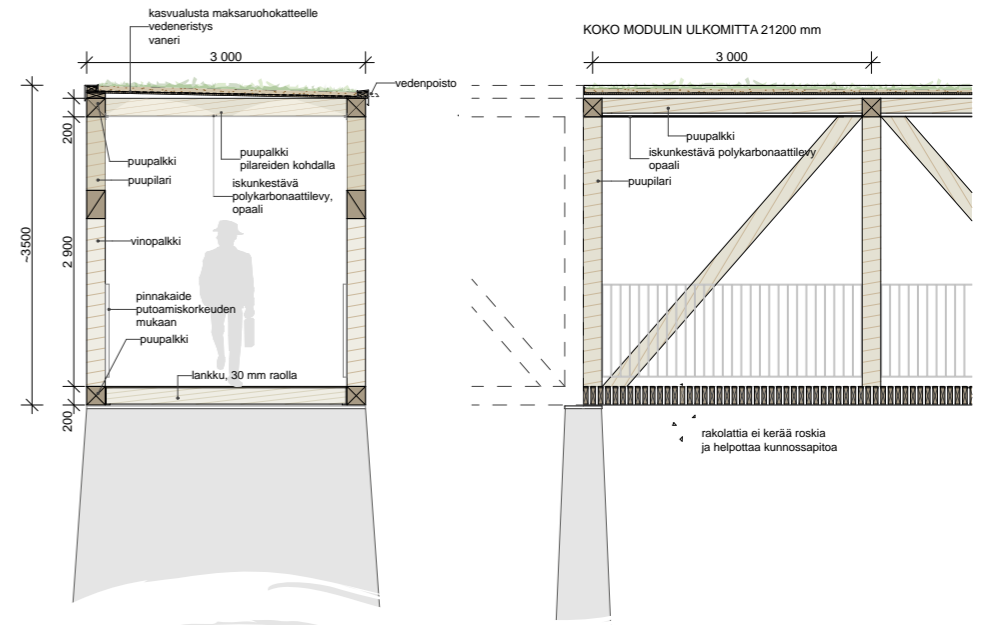 kasvualusta maksaruohokatteelle
vedeneristys
vaneri
3 000
vedenpoisto
200
puupalkki
puupilari
puupalkki
pilareiden kohdalla
iskunkestävä
polykarbonaattilevy,
opaali
~3500
2 900
vinopalkki
pinnakaide
putoamiskorkeuden
mukaan
puupalkki
lankku, 30 mm raolla
200
KOKO MODULIN ULKOMITTA 21200 mm
3 000
puupalkki
iskunkestävä polykarbonaattilevy
opaali
puupilari
rakolattia ei kerää roskia
ja helpottaa kunnossapitoa